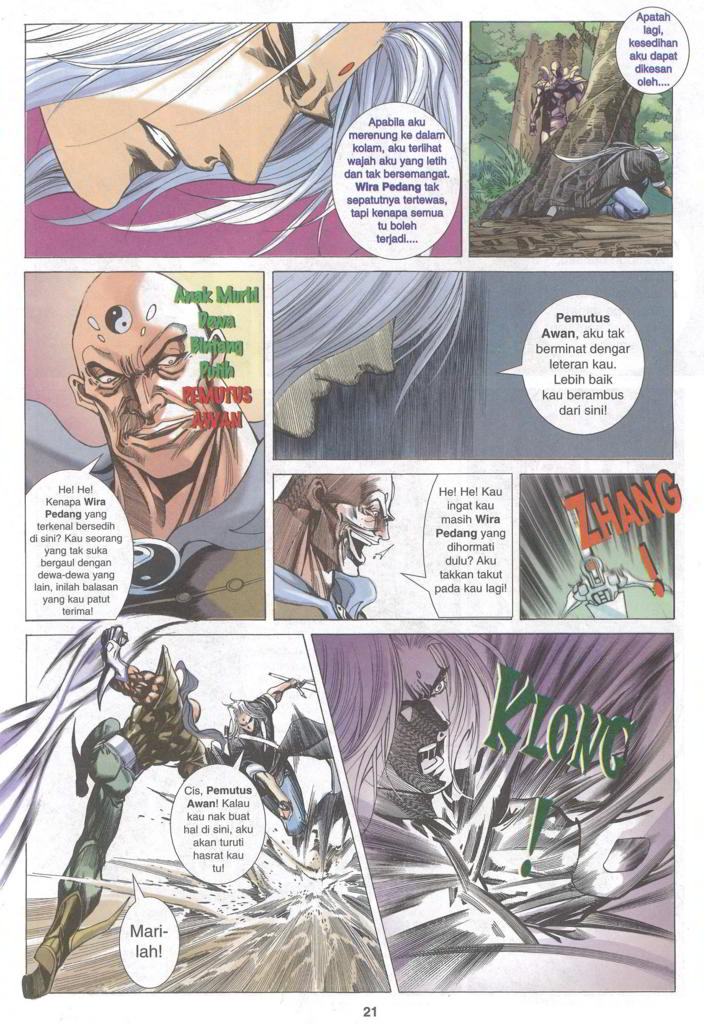 Apabila aku
merenung ke dalam
kolam, aku terlihat
wajah aku yang letih
dan tak bersemangat.
Wira Pedang tak
sepatutnya tertewas,
tapi kenapa semua
tu boleh
terjadi....
Apatah
lagi,
kesedihan
aku dapat
dikesan
oleh....
Anak Murid
Dewa
Bintang
Putih
PEMUTUS
AWAN
He! He!
Kenapa Wira
Pedang yang
terkenal bersedih
di sini? Kau seorang
yang tak suka
bergaul dengan
dewa-dewa yang
lain, inilah balasan
yang kau patut
terima!
Pemutus
Awan, aku tak
berminat dengar
leteran kau.
Lebih baik
kau berambus
dari sini!
He! He! Kau
ingat kau
masih Wira
Pedang yang
dihormati
dulu? Aku
takkan takut
pada kau lagi!
ZHANG
!
Cis, Pemutus
Awan! Kalau
kau nak buat
hal di sini, aku
akan turuti
hasrat kau
tu!
Mari-
lah!
KLONG
!
21